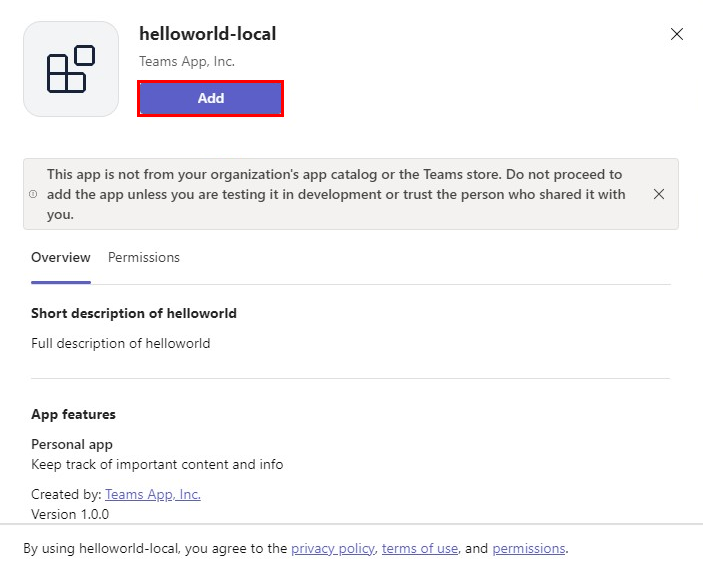 helloworld-local
Teams App, Inc.
Add
This app is not from your organization's app catalog or the Teams store. Do not proceed to
add the app unless you are testing it in development or trust the person who shared it with
you.
Overview Permissions
Short description of helloworld
Full description of helloworld
App features
Personal app
Keep track of important content and info
Created by: Teams App, Inc.
Version 1.0.0
By using helloworld-local, you agree to the privacy policy, terms of use, and permissions.